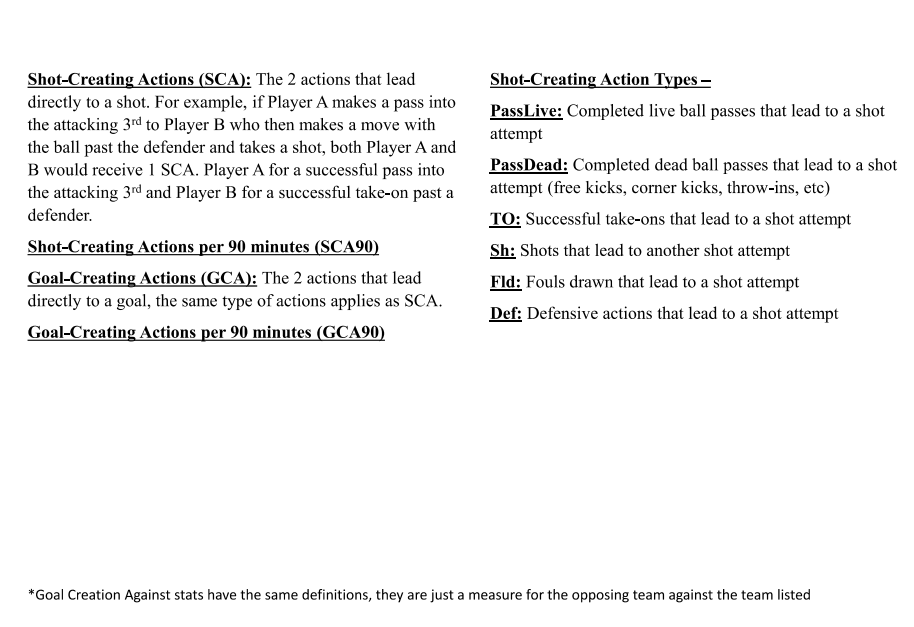 Shot-Creating Actions (SCA): The 2 actions that lead
directly to a shot. For example, if Player A makes a pass into
the attacking 3rd to Player B who then makes a move with
the ball past the defender and takes a shot, both Player A and
B would receive 1 SCA. Player A for a successful pass into
the attacking 3rd and Player B for a successful take-on past a
defender.
Shot-Creating Actions per 90 minutes (SCA90)
Goal-Creating Actions (GCA): The 2 actions that lead
directly to a goal, the same type of actions applies as SCA.
Goal-Creating Actions per 90 minutes (GCA90)
Shot-Creating Action Types –
PassLive: Completed live ball passes that lead to a shot
attempt
PassDead: Completed dead ball passes that lead to a shot
attempt (free kicks, corner kicks, throw-ins, etc)
TO: Successful take-ons that lead to a shot attempt
Sh: Shots that lead to another shot attempt
Fld: Fouls drawn that lead to a shot attempt
Def: Defensive actions that lead to a shot attempt
*Goal Creation Against stats have the same definitions, they are just a measure for the opposing team against the team listed